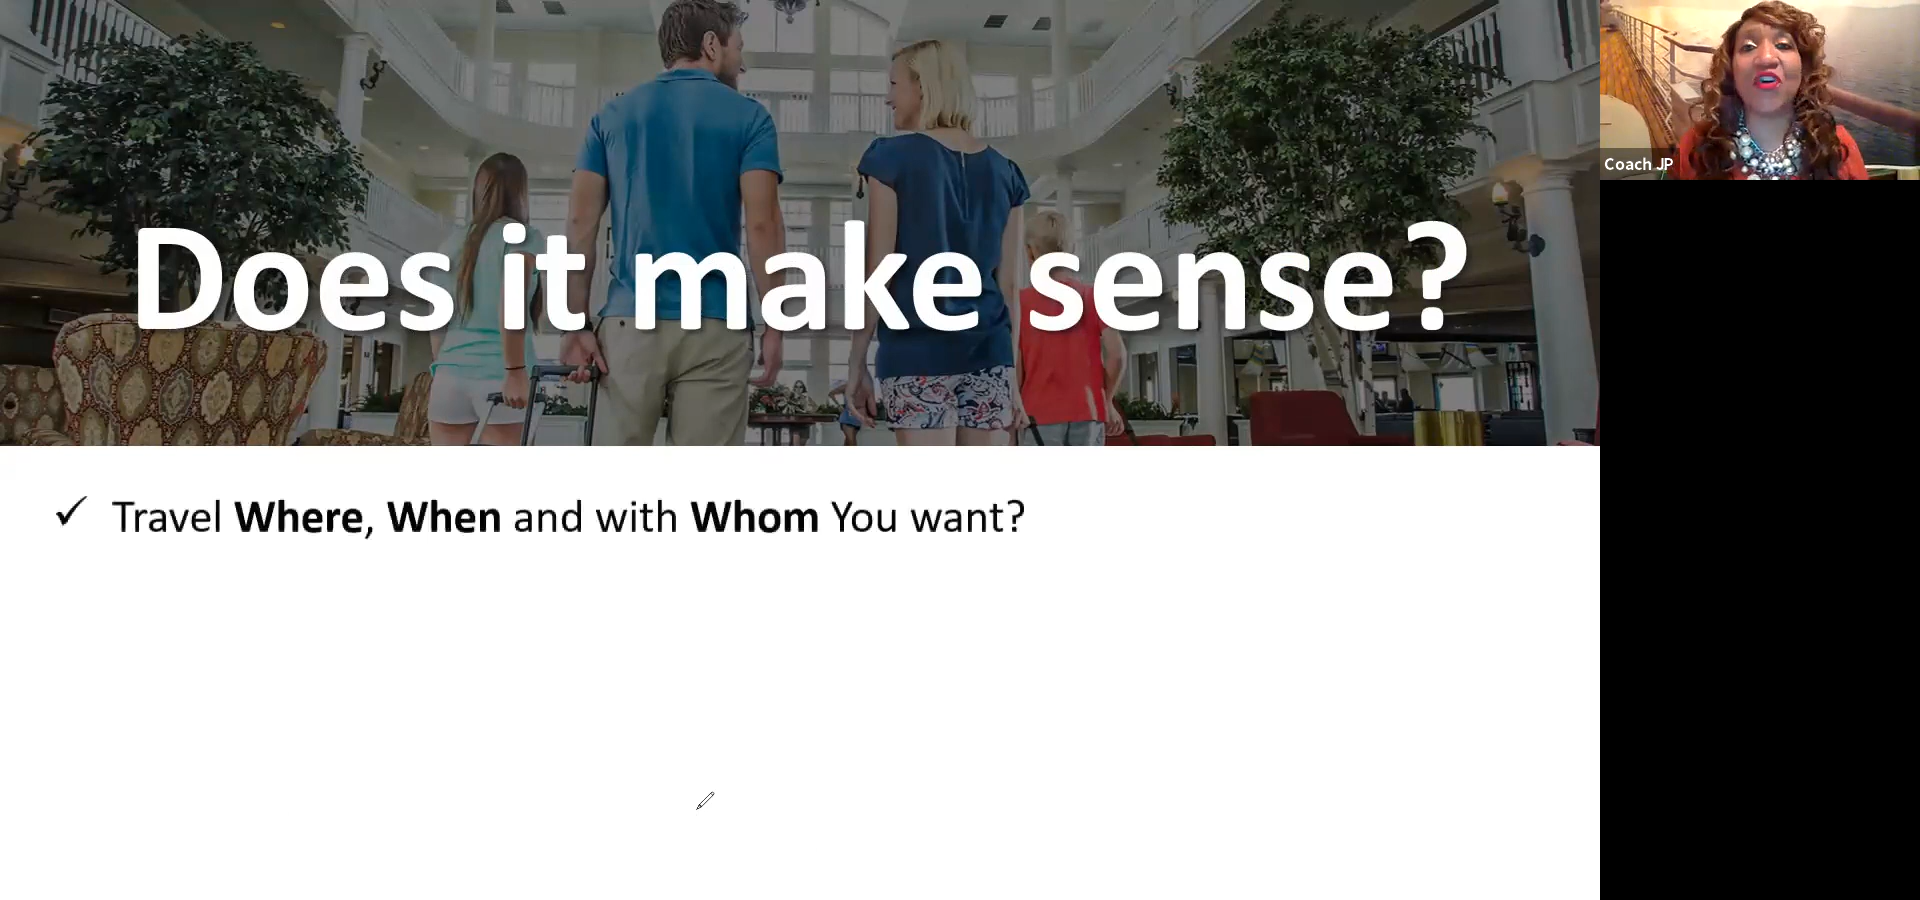 Does it make sense?
Coach JP
✓ Travel Where, When and with Whom You want?